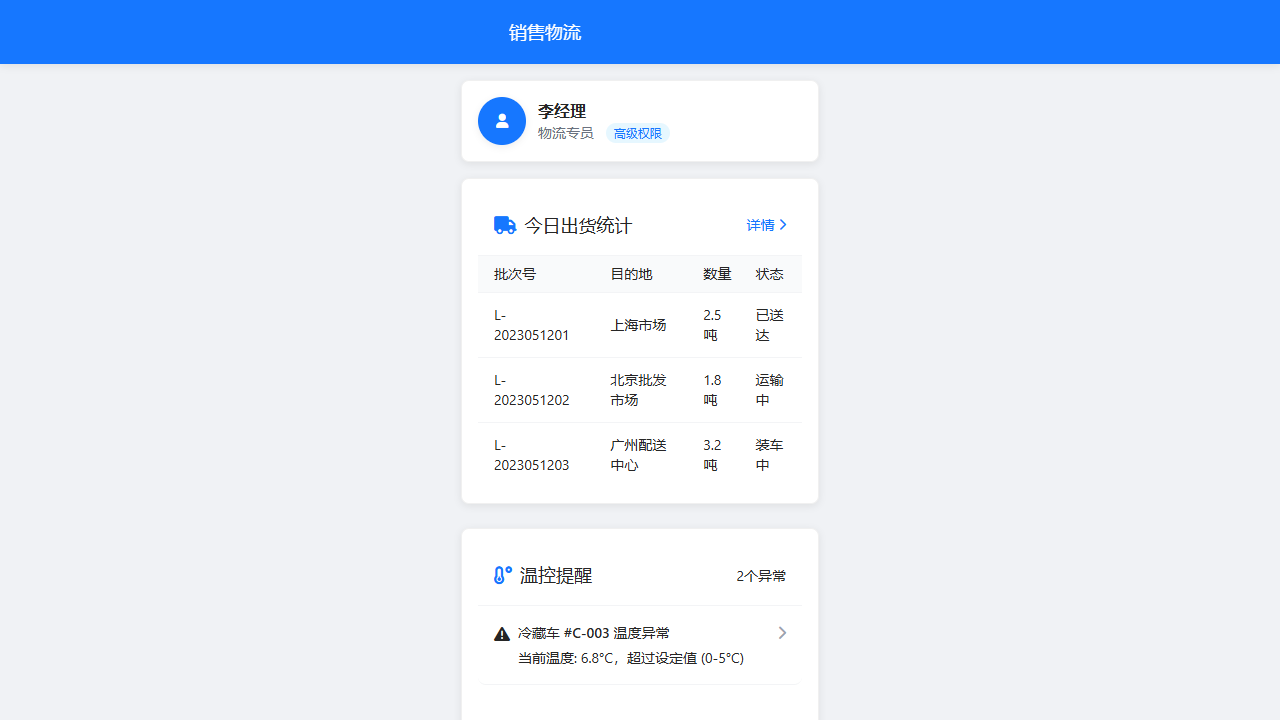 销售物流
李经理
物流专员 高级权限
今日出货统计 详情
批次号 目的地 数量 状态
L-2023051201 上海市场 2.5吨 已送达
L-2023051202 北京批发市场 1.8吨 运输中
L-2023051203 广州配送中心 3.2吨 装车中
温控提醒 2个异常
冷藏车 #C-003 温度异常
当前温度: 6.8°C，超过设定值 (0-5°C)